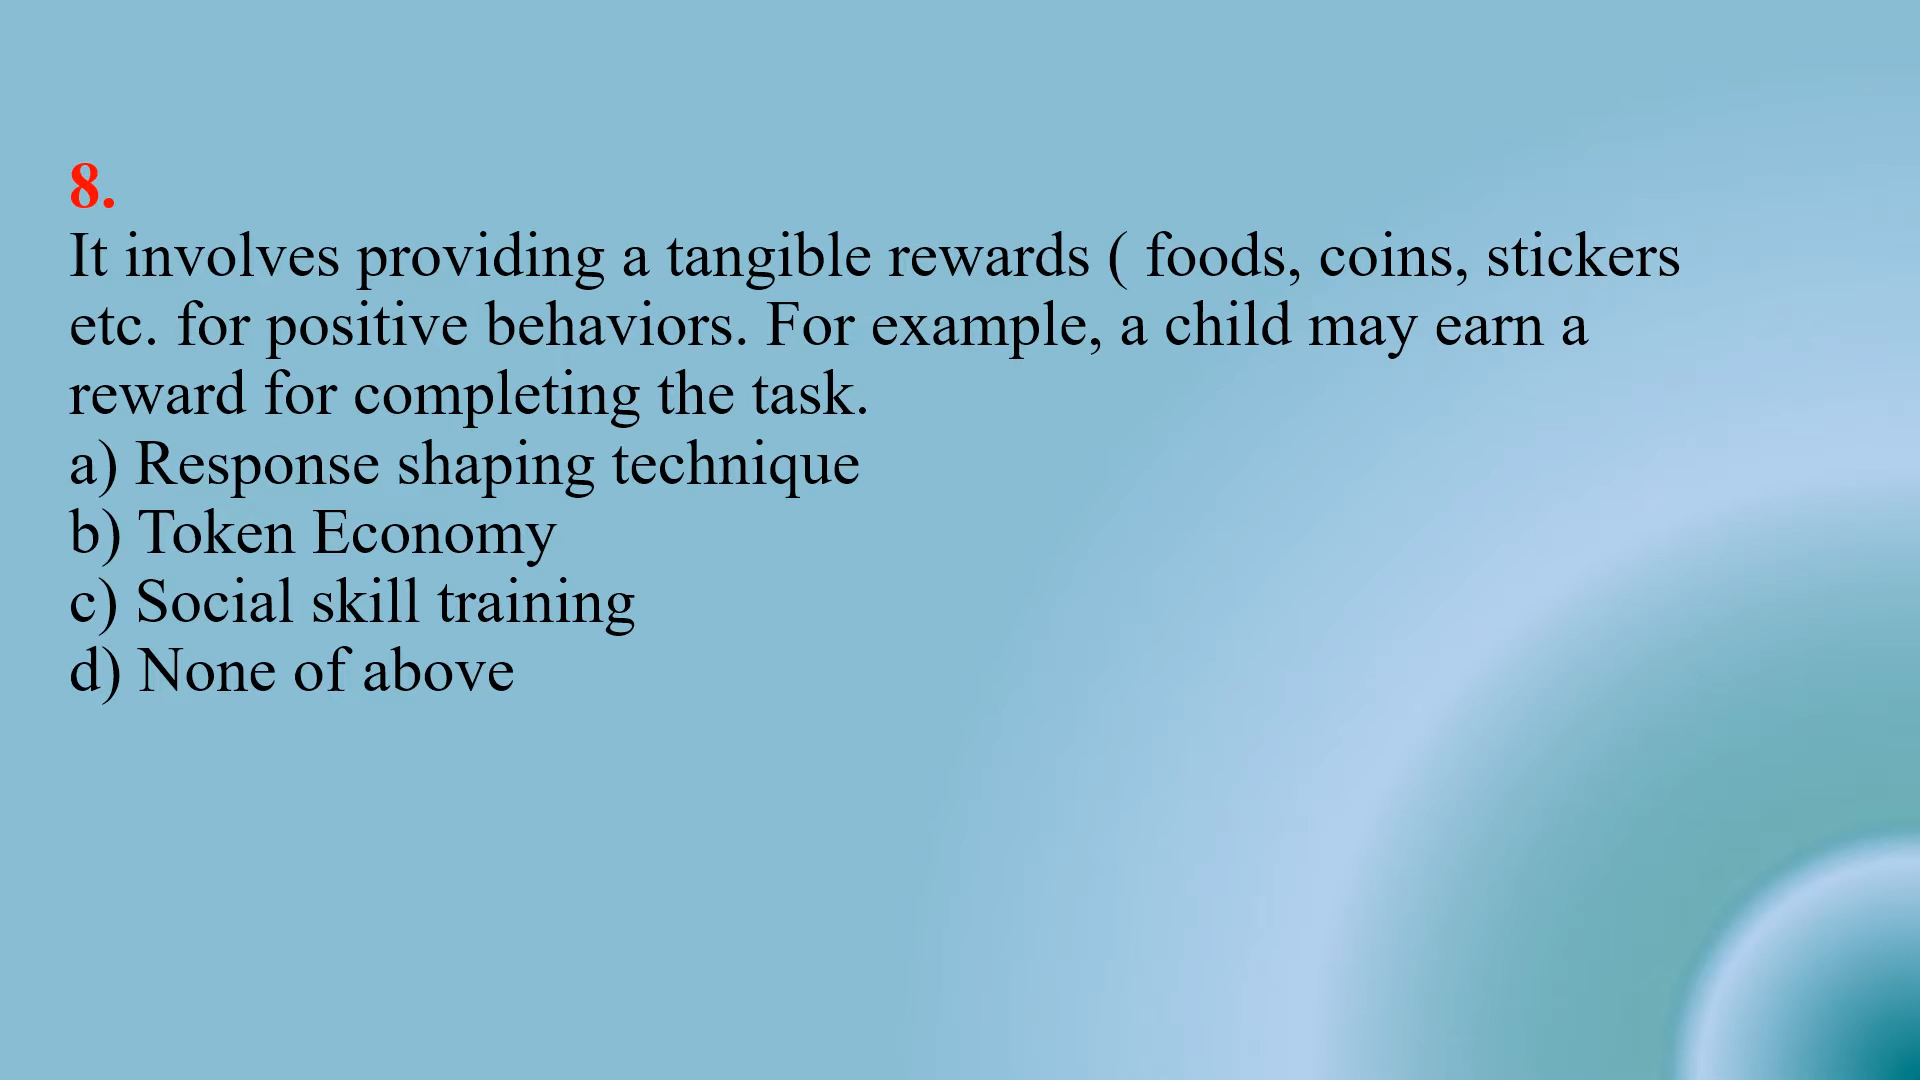 8.
It involves providing a tangible rewards ( foods, coins, stickers
etc. for positive behaviors. For example, a child may earn a
reward for completing the task.
a) Response shaping technique
b) Token Economy
c) Social skill training
d) None of above